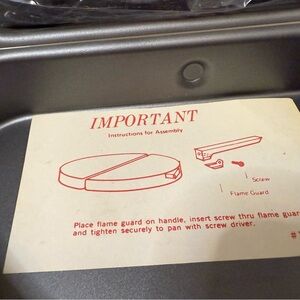 IMPORTANT
Instructions for Assembly
Screw
Flame Guard
Place flame guard on handle, insert screw thru flame guar
and tighten securely to pan with screw driver.
#